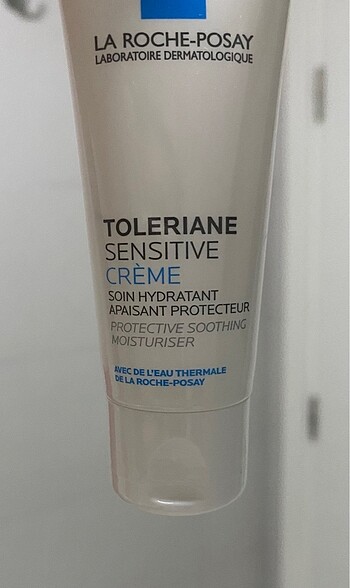 LA ROCHE-POSAY
LABORATOIRE DERMATOLOGIQUE
TOLERIANE
SENSITIVE
CRÈME
SOIN HYDRATANT
APAISANT PROTECTEUR
PROTECTIVE SOOTHING
MOISTURISER
AVEC DE L'EAU THERMALE
DE LA ROCHE-POSAY